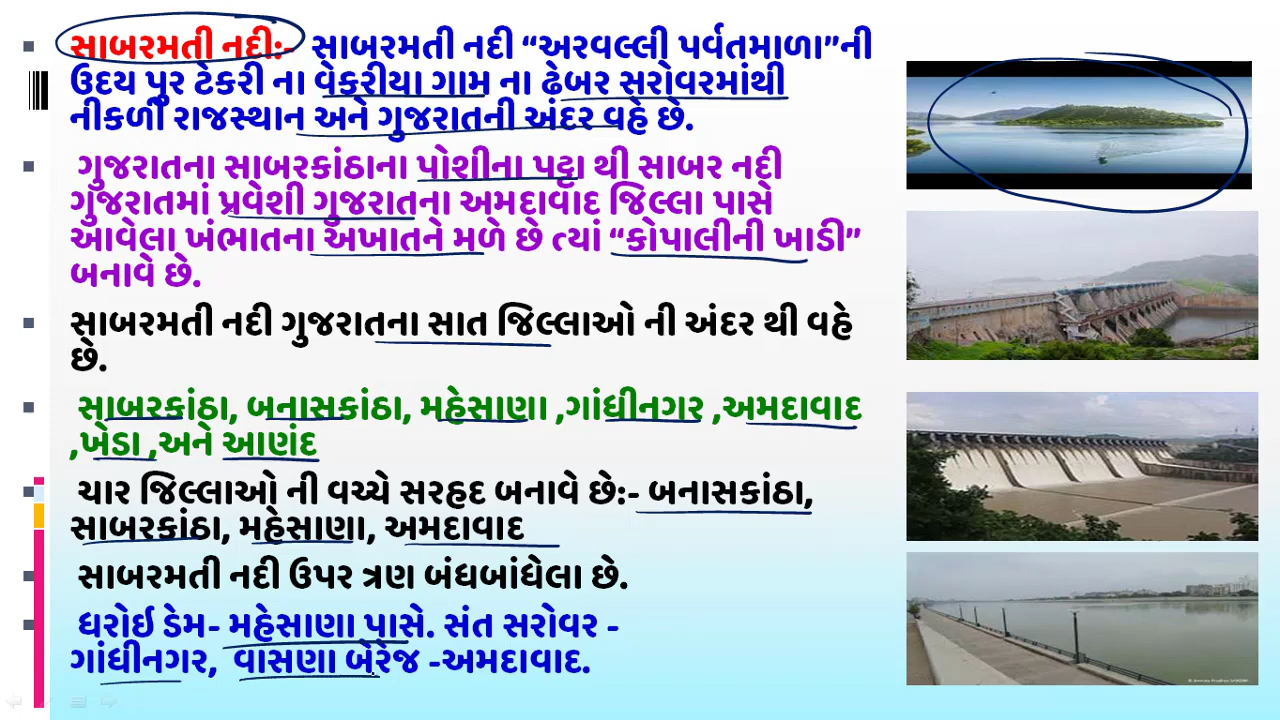 સાબરમતી નદી:- સાબરમતી નદી “અરવલ્લી પર્વતમાળા”ની
ઉદય પુર ટેકરી ના વેકરીયા ગામ ના ઢેબર સરોવરમાંથી
નીકળી રાજસ્થાન અને ગુજરાતની અંદર વહે છે.
ગુજરાતના સાબરકાંઠાના પોશીના પટ્ટા થી સાબર નદી
ગુજરાતમાં પ્રવેશી ગુજરાતના અમદાવાદ જિલ્લા પાસે
આવેલા ખંભાતના અખાતને મળે છે ત્યાં “કોપાલીની ખાડી”
બનાવે છે.
સાબરમતી નદી ગુજરાતના સાત જિલ્લાઓ ની અંદર થી વહે
છે.
સાબરકાંઠા, બનાસકાંઠા, મહેસાણા ,ગાંધીનગર ,અમદાવાદ
,ખેડા ,અને આણંદ
ચાર જિલ્લાઓ ની વચ્ચે સરહદ બનાવે છે:- બનાસકાંઠા,
સાબરકાંઠા, મહેસાણા, અમદાવાદ
સાબરમતી નદી ઉપર ત્રણ બંધબાંધેલા છે.
ધરોઇ ડેમ- મહેસાણા પાસે. સંત સરોવર -
ગાંધીનગર, વાસણા બેરેજ -અમદાવાદ.